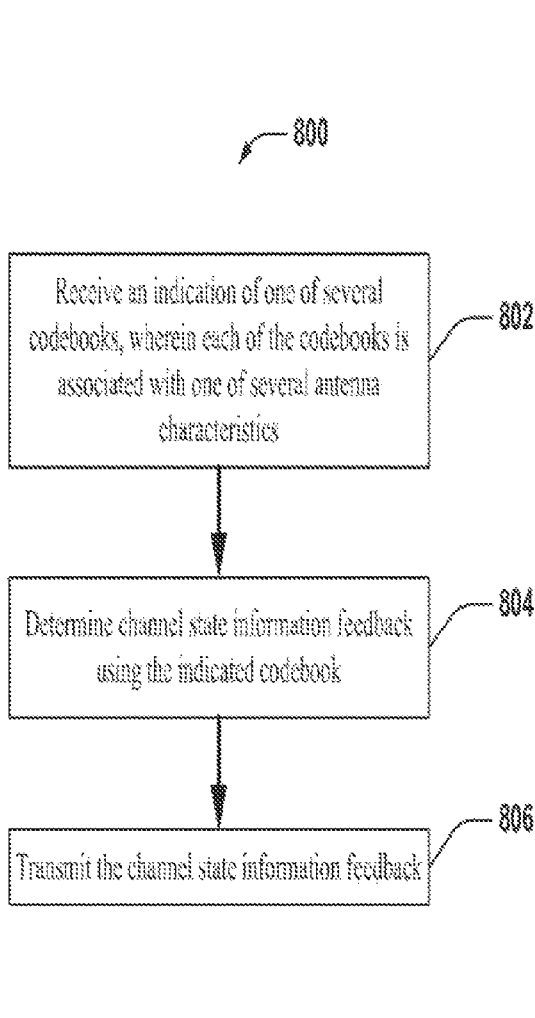 800
Receive an indication of one of several
codebooks, wherein each of the codebooks is
associated with one of several antenna
characteristics
802
Determine channel state information feedback
using the indicated codebook
804
Transmit the channel state information feedback
806